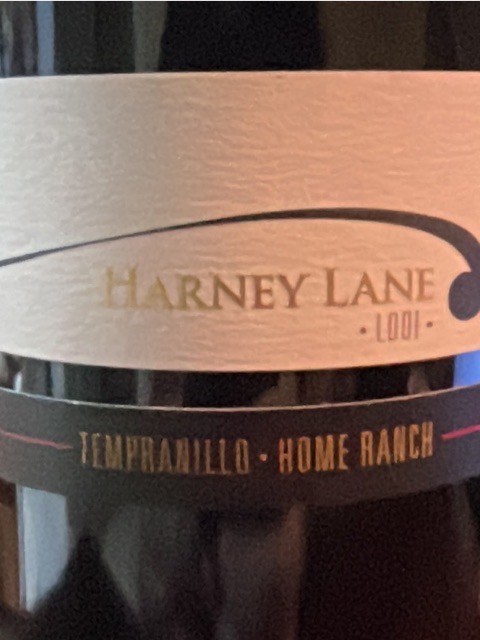 HARNEY LANE
• LODI •
TEMPRANILLO • HOME RANCH